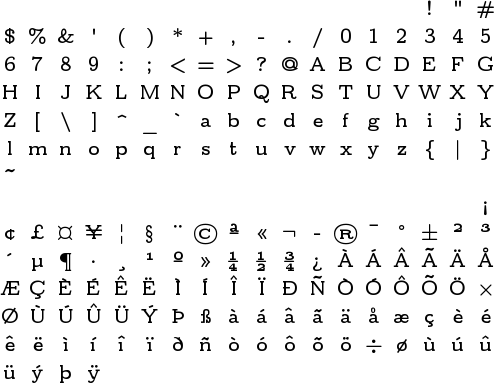 ! " #
$ % & ' ( ) * + , - . / 0 1 2 3 4 5
6 7 8 9 : ; < = > ? @ A B C D E F G
H I J K L M N O P Q R S T U V W X Y
Z [ \ ] ^ _ ` a b c d e f g h i j k
l m n o p q r s t u v w x y z { | }
~
¡
¢ £ ¤ ¥ ¦ § ¨ © ª « ¬ - ® ¯ ° ± ² ³
´ µ ¶ · ¸ ¹ º » ¼ ½ ¾ ¿ À Á Â Ã Ä Å
Æ Ç È É Ê Ë Ì Í Î Ï Ð Ñ Ò Ó Ô Õ Ö ×
Ø Ù Ú Û Ü Ý Þ ß à á â ã ä å æ ç è é
ê ë ì í î ï ð ñ ò ó ô õ ö ÷ ø ù ú û
ü ý þ ÿ